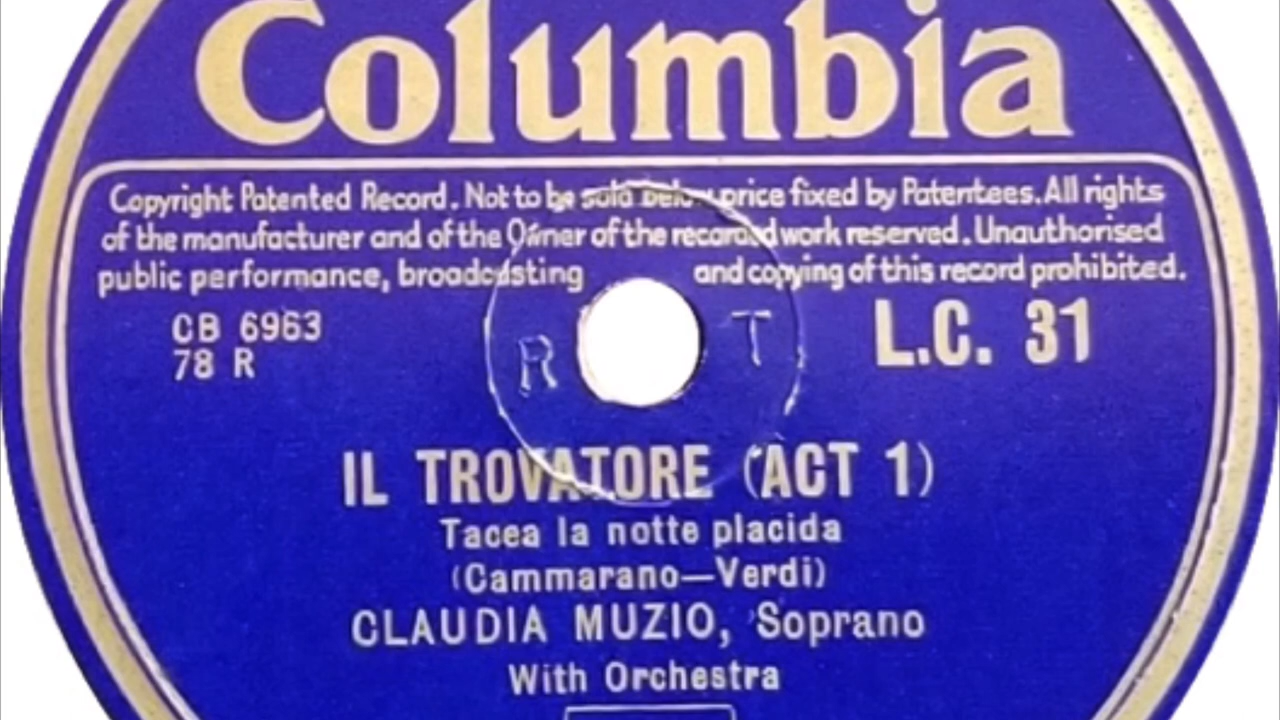 Columbia
Copyright Patented Record. Not to be sold below price fixed by Patentees. All rights
of the manufacturer and of the Owner of the recorded work reserved. Unauthorised
public performance, broadcasting and copying of this record prohibited.
CB 6963
78 R
R T
L.C. 31
IL TROVATORE (ACT 1)
Tacea la notte placida
(Cammarano—Verdi)
CLAUDIA MUZIO, Soprano
With Orchestra